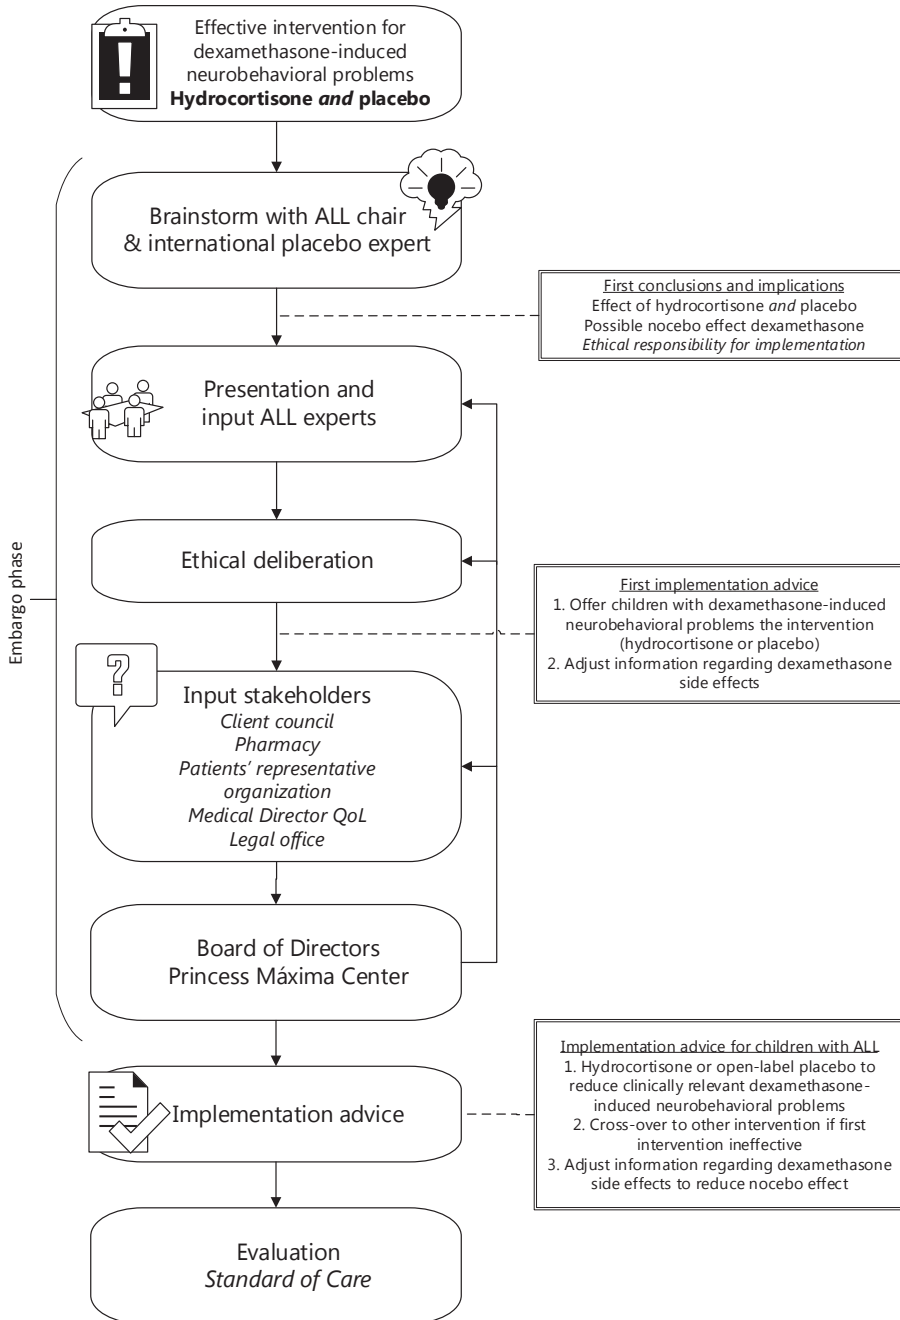 Effective intervention for
dexamethasone-induced
neurobehavioral problems
Hydrocortisone and placebo
Brainstorm with ALL chair
& international placebo expert
First conclusions and implications
Effect of hydrocortisone and placebo
Possible nocebo effect dexamethasone
Ethical responsibility for implementation
Presentation and
input ALL experts
Embargo phase
Ethical deliberation
First implementation advice
1. Offer children with dexamethasone-induced
neurobehavioral problems the intervention
(hydrocortisone or placebo)
2. Adjust information regarding dexamethasone
side effects
?
Input stakeholders
Client council
Pharmacy
Patients' representative
organization
Medical Director QoL
Legal office
Board of Directors
Princess Máxima Center
Implementation advice
Implementation advice for children with ALL
1. Hydrocortisone or open-label placebo to
reduce clinically relevant dexamethasone-
induced neurobehavioral problems
2. Cross-over to other intervention if first
intervention ineffective
3. Adjust information regarding dexamethasone
side effects to reduce nocebo effect
Evaluation
Standard of Care